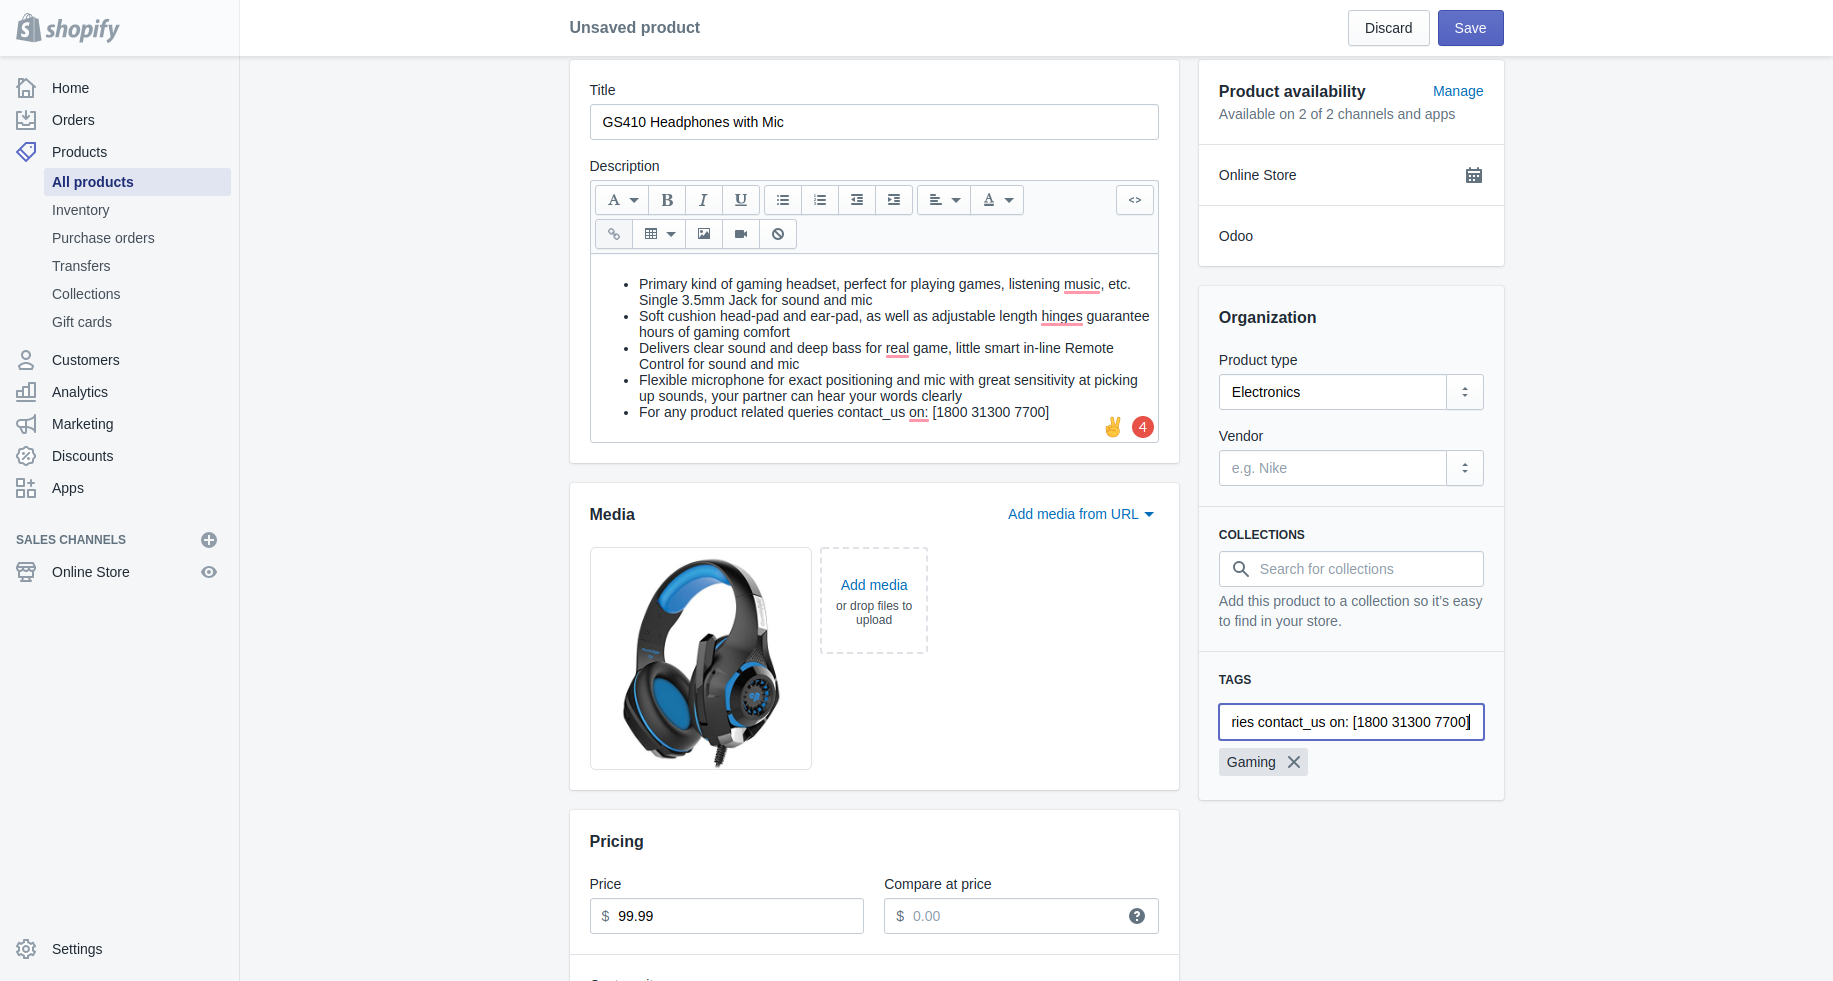 shopify
Unsaved product
Discard
Save
Home
Orders
Products
All products
Inventory
Purchase orders
Transfers
Collections
Gift cards
Customers
Analytics
Marketing
Discounts
Apps
SALES CHANNELS
Online Store
Settings
Title
GS410 Headphones with Mic
Description
A
B
I
U
A
<>
Primary kind of gaming headset, perfect for playing games, listening music, etc.
Single 3.5mm Jack for sound and mic
Soft cushion head-pad and ear-pad, as well as adjustable length hinges guarantee
hours of gaming comfort
Delivers clear sound and deep bass for real game, little smart in-line Remote
Control for sound and mic
Flexible microphone for exact positioning and mic with great sensitivity at picking
up sounds, your partner can hear your words clearly
For any product related queries contact_us on: [1800 31300 7700]
4
Media
Add media from URL
Add media
or drop files to
upload
Pricing
Price
Compare at price
$ 99.99
$ 0.00
?
Product availability
Manage
Available on 2 of 2 channels and apps
Online Store
Odoo
Organization
Product type
Electronics
Vendor
e.g. Nike
COLLECTIONS
Search for collections
Add this product to a collection so it's easy
to find in your store.
TAGS
ries contact_us on: [1800 31300 7700]
Gaming